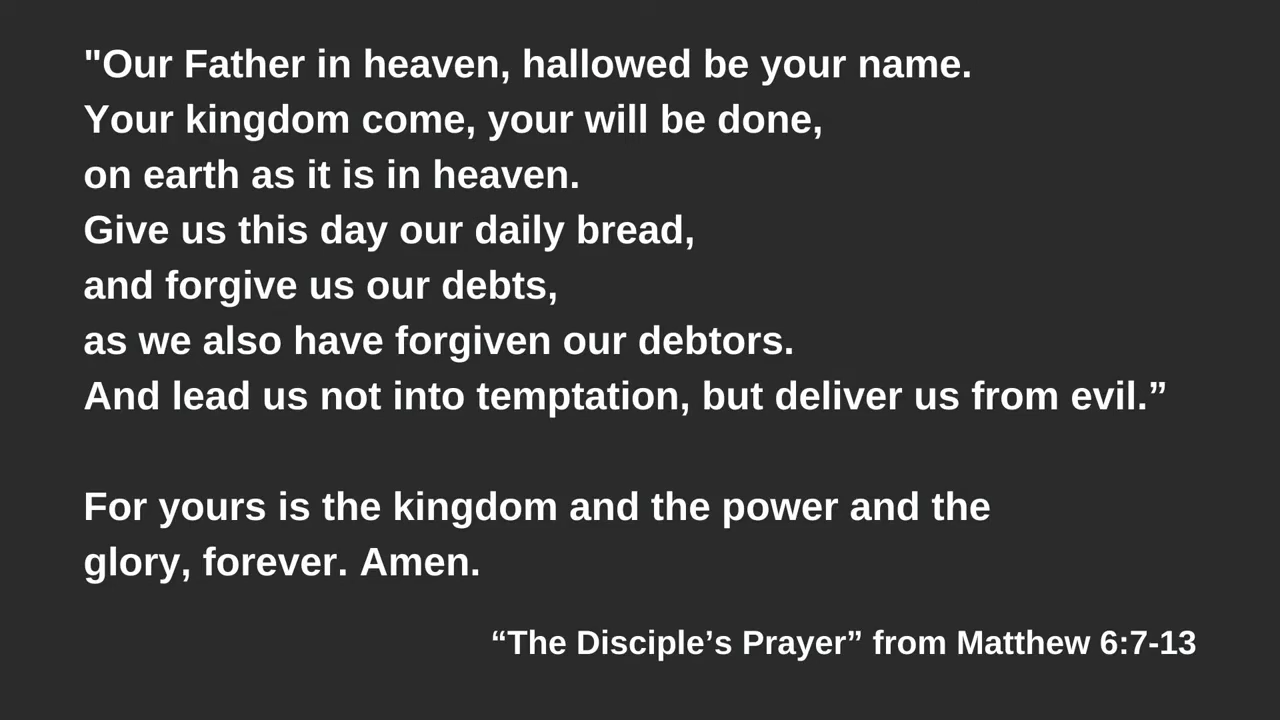 "Our Father in heaven, hallowed be your name.
Your kingdom come, your will be done,
on earth as it is in heaven.
Give us this day our daily bread,
and forgive us our debts,
as we also have forgiven our debtors.
And lead us not into temptation, but deliver us from evil.”
For yours is the kingdom and the power and the
glory, forever. Amen.
“The Disciple’s Prayer” from Matthew 6:7-13